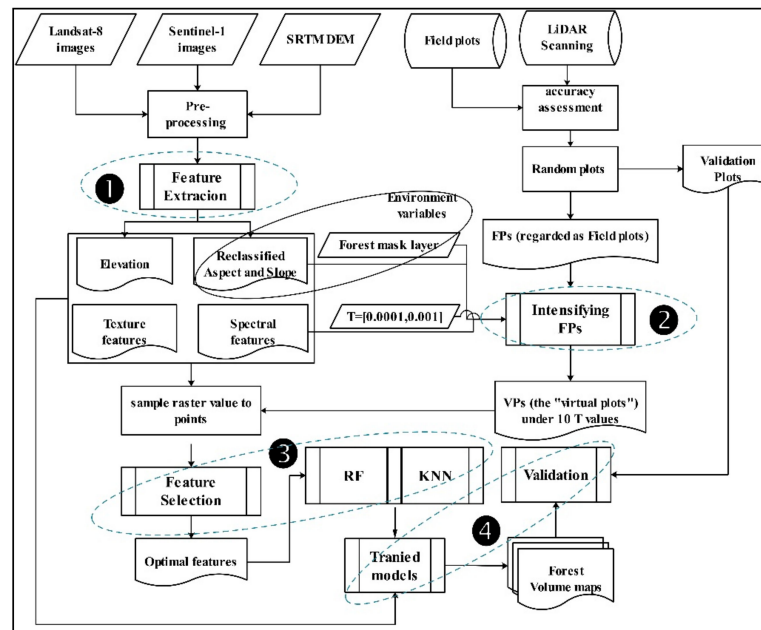 Landsat-8
images
Sentinel-1
images
SRTM DEM
Field plots
LiDAR
Scanning
Pre-
processing
accuracy
assessment
Random plots
Validation
Plots
1
Feature
Extracion
Environment
variables
Forest mask layer
FPs (regarded as Field plots)
Elevation
Reclassified
Aspect and Slope
T=[0.0001,0.001]
Intensifying
FPs
2
Texture
features
Spectral
features
sample raster value to
points
VPs (the "virtual plots")
under 10 T values
3
Feature
Selection
RF
KNN
Validation
4
Optimal features
Tranied
models
Forest
Volume maps